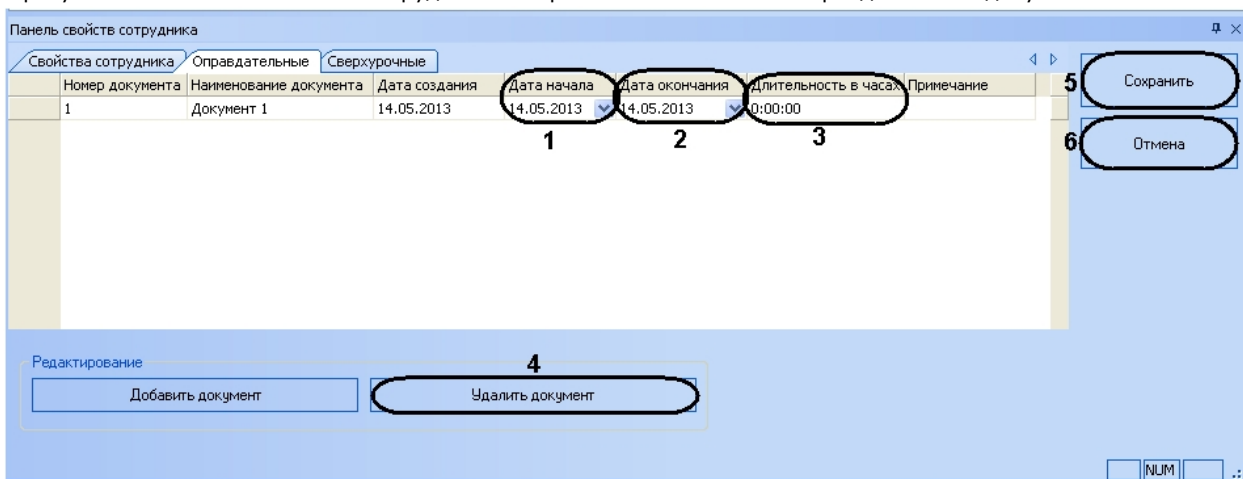 Панель свойств сотрудника
Свойства сотрудника Оправдательные Сверхурочные
Номер документа Наименование документа Дата создания Дата начала Дата окончания Длительность в часах Примечание
1 Документ 1 14.05.2013 14.05.2013 14.05.2013 0:00:00
1 2 3
5 Сохранить
6 Отмена
Редактирование
4
Добавить документ Удалить документ
NUM